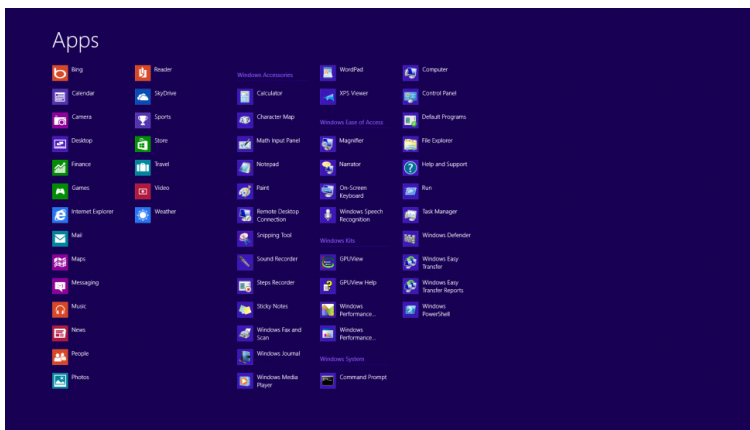 Apps
Bing
Calendar
Camera
Desktop
Finance
Games
Internet Explorer
Mail
Maps
Messaging
Music
News
People
Photos
Reader
SkyDrive
Sports
Store
Travel
Video
Weather
Windows Accessories
Calculator
Character Map
Math Input Panel
Notepad
Paint
Remote Desktop
Connection
Snipping Tool
Sound Recorder
Steps Recorder
Sticky Notes
Windows Fax and
Scan
Windows Journal
Windows Media
Player
WordPad
XPS Viewer
Windows Ease of Access
Magnifier
Narrator
On-Screen
Keyboard
Windows Speech
Recognition
Windows Kits
GPUView
GPUView Help
Windows
Performance...
Windows
Performance...
Windows System
Command Prompt
Computer
Control Panel
Default Programs
File Explorer
Help and Support
Run
Task Manager
Windows Defender
Windows Easy
Transfer
Windows Easy
Transfer Reports
Windows
PowerShell